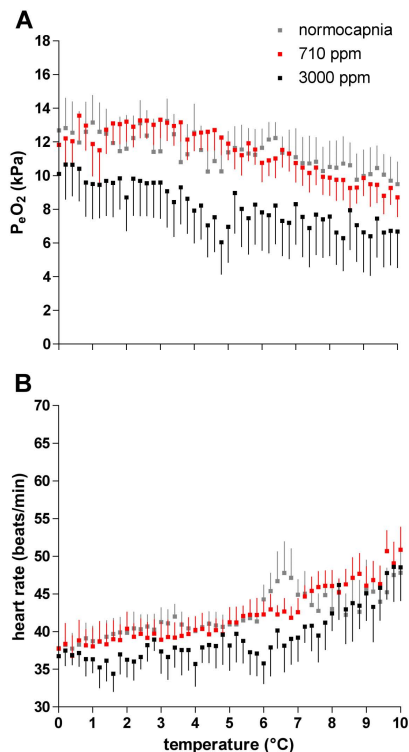 A
normocapnia
710 ppm
3000 ppm
18
16
14
12
10
8
6
4
2
0
PeO2 (kPa)
B
70
65
60
55
50
45
40
35
30
heart rate (beats/min)
0 1 2 3 4 5 6 7 8 9 10
temperature (°C)